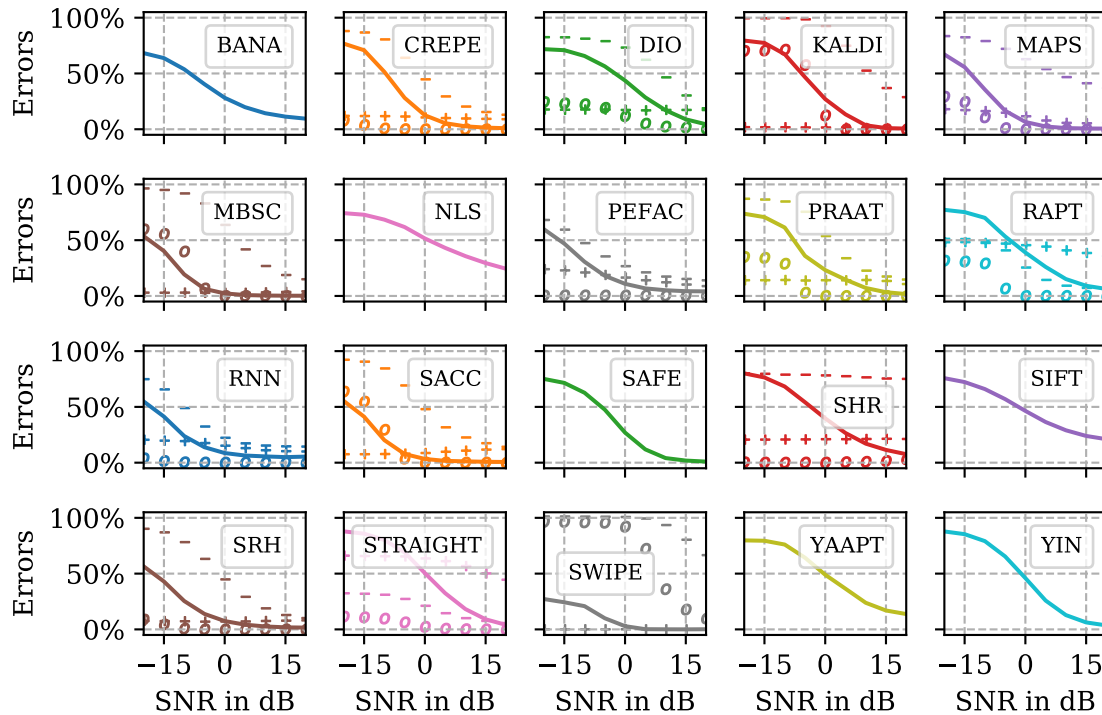 Errors
100%
50%
0%
BANA
CREPE
DIO
KALDI
MAPS
Errors
100%
50%
0%
MBSC
NLS
PEFAC
PRAAT
RAPT
Errors
100%
50%
0%
RNN
SACC
SAFE
SHR
SIFT
Errors
100%
50%
0%
SRH
STRAIGHT
SWIPE
YAAPT
YIN
−15 0 15
−15 0 15
−15 0 15
−15 0 15
−15 0 15
SNR in dB
SNR in dB
SNR in dB
SNR in dB
SNR in dB